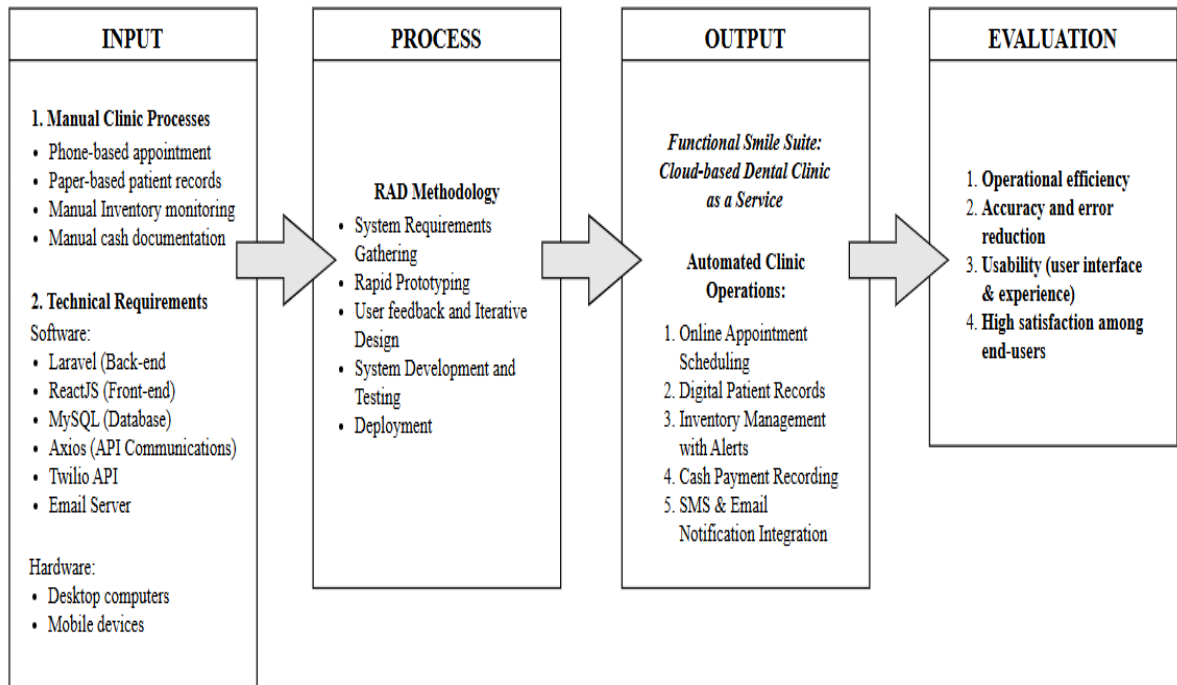 INPUT
1. Manual Clinic Processes
• Phone-based appointment
• Paper-based patient records
• Manual Inventory monitoring
• Manual cash documentation
2. Technical Requirements
Software:
• Laravel (Back-end
• ReactJS (Front-end)
• MySQL (Database)
• Axios (API Communications)
• Twilio API
• Email Server
Hardware:
• Desktop computers
• Mobile devices
PROCESS
RAD Methodology
• System Requirements
Gathering
• Rapid Prototyping
• User feedback and Iterative
Design
• System Development and
Testing
• Deployment
OUTPUT
Functional Smile Suite:
Cloud-based Dental Clinic
as a Service
Automated Clinic
Operations:
1. Online Appointment
Scheduling
2. Digital Patient Records
3. Inventory Management
with Alerts
4. Cash Payment Recording
5. SMS & Email
Notification Integration
EVALUATION
1. Operational efficiency
2. Accuracy and error
reduction
3. Usability (user interface
& experience)
4. High satisfaction among
end-users